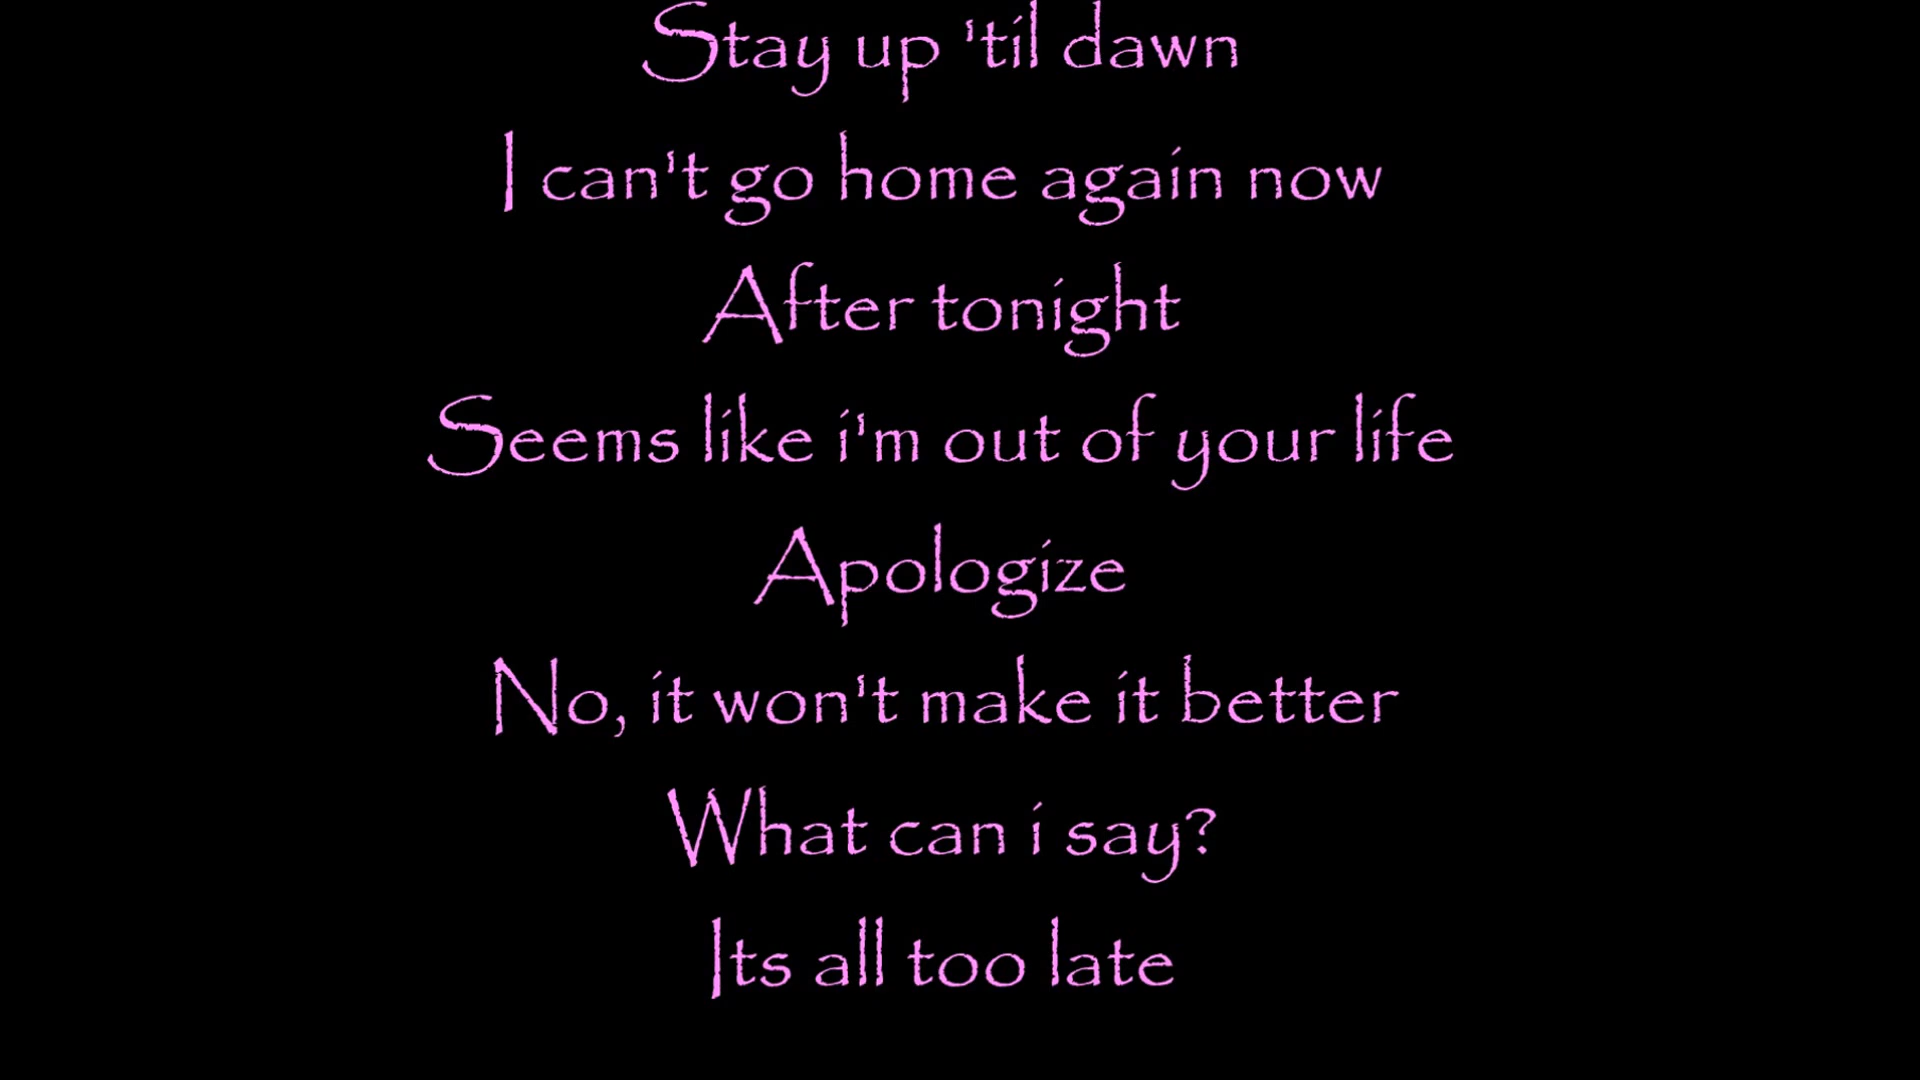 Stay up 'til dawn
I can't go home again now
After tonight
Seems like i'm out of your life
Apologize
No, it won't make it better
What can i say?
Its all too late